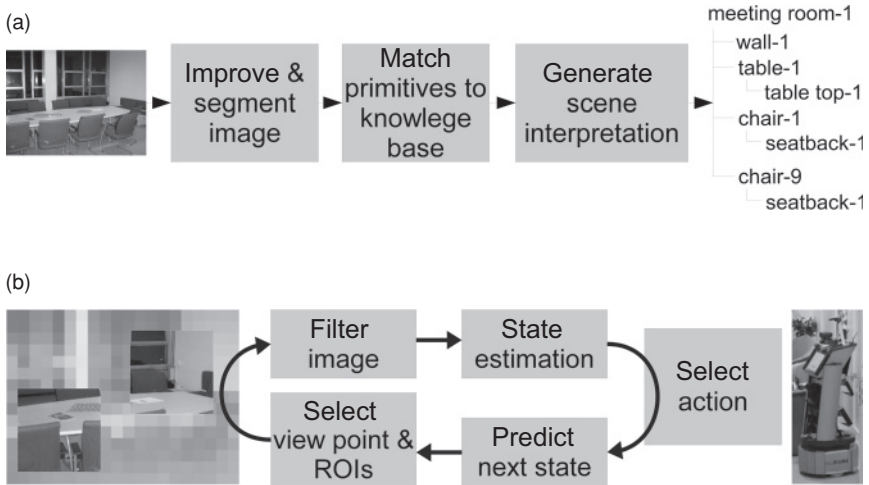 (a)
Improve &
segment
image
Match
primitives to
knowlege
base
Generate
scene
interpretation
meeting room-1
wall-1
table-1
table top-1
chair-1
seatback-1
chair-9
seatback-1
(b)
Filter
image
State
estimation
Select
action
Predict
next state
Select
view point &
ROIs